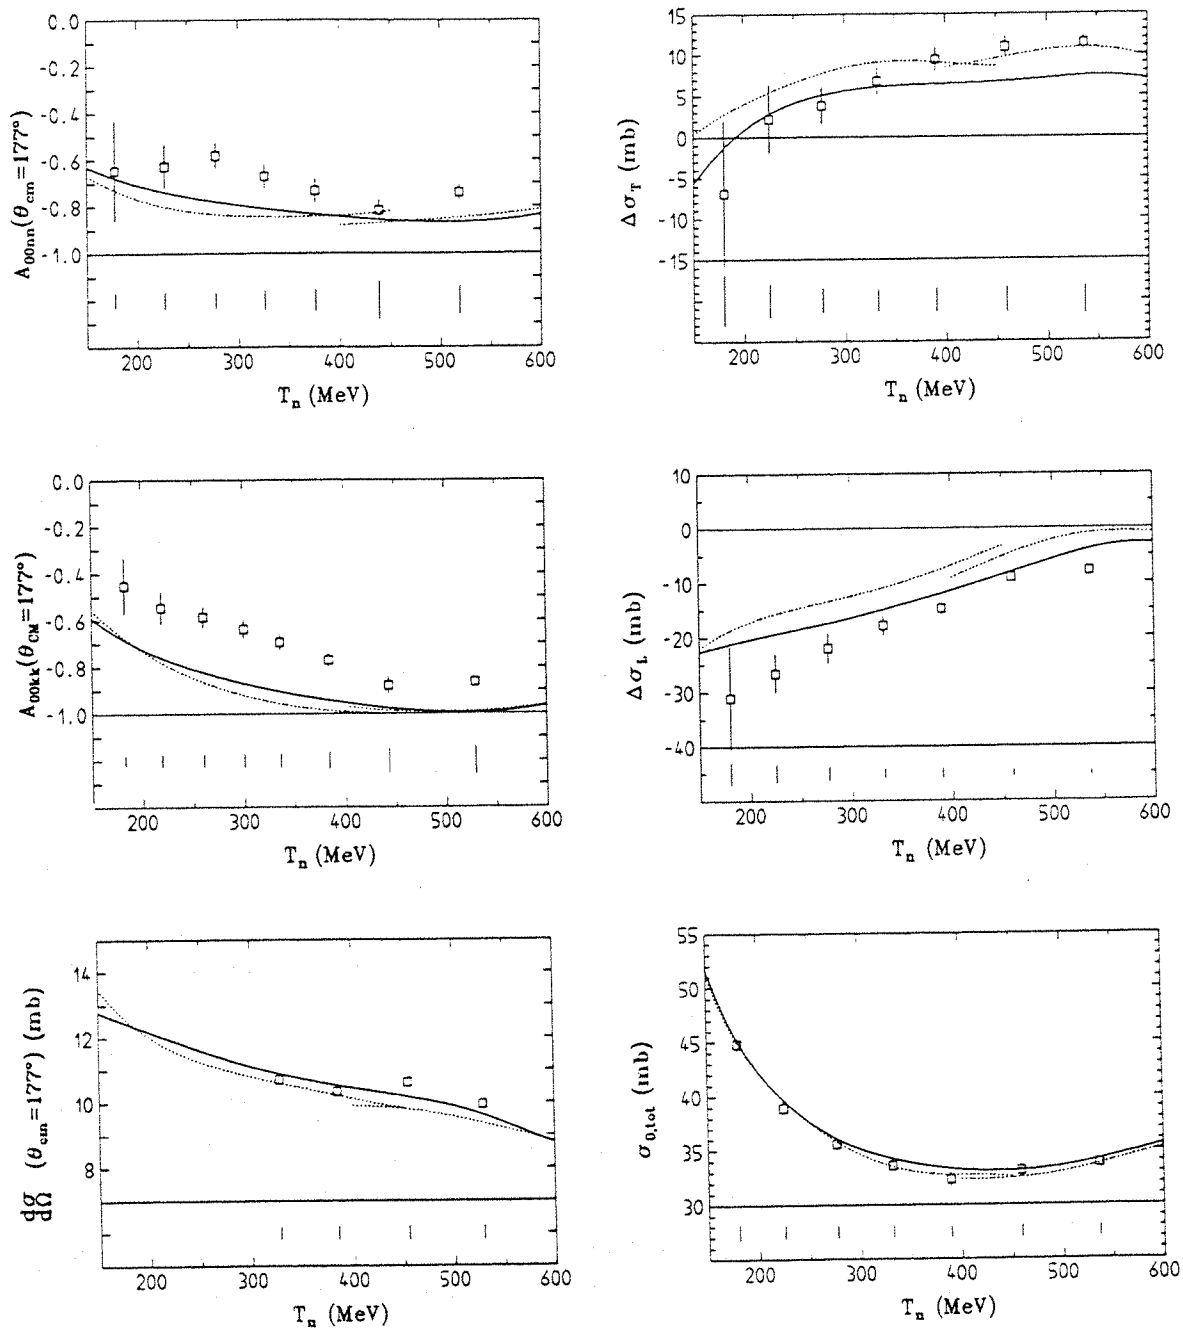 0.0
-0.2
-0.4
-0.6
-0.8
-1.0
A₀₀ₙₙ(θ_cm=177°)
200 300 400 500 600
Tₙ (MeV)
15
10
5
0
-5
-10
-15
Δσ_T (mb)
200 300 400 500 600
Tₙ (MeV)
0.0
-0.2
-0.4
-0.6
-0.8
-1.0
A₀₀ₖₖ(θ_CM=177°)
200 300 400 500 600
Tₙ (MeV)
10
0
-10
-20
-30
-40
Δσ_L (mb)
200 300 400 500 600
Tₙ (MeV)
14
12
10
8
dσ/dΩ (θ_cm=177°) (mb)
200 300 400 500 600
Tₙ (MeV)
55
50
45
40
35
30
σ_0,tot (mb)
200 300 400 500 600
Tₙ (MeV)